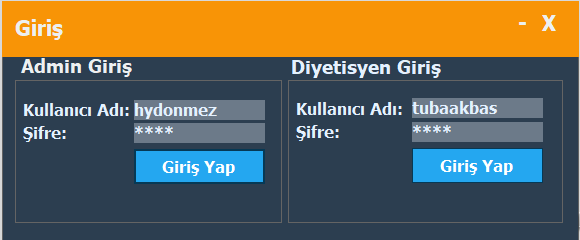 Giriş
- X
Admin Giriş
Kullanıcı Adı: hydonmez
Şifre: ****
Giriş Yap
Diyetisyen Giriş
Kullanıcı Adı: tubaakbas
Şifre: ****
Giriş Yap